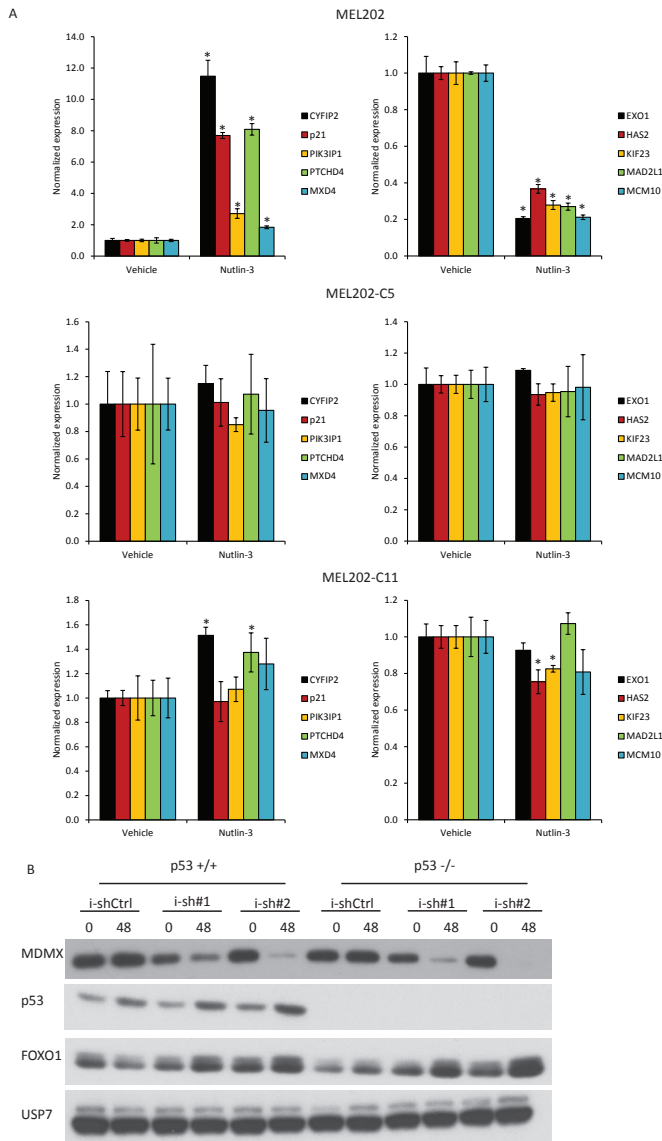 A
MEL202
14.0
12.0
10.0
8.0
6.0
4.0
2.0
0.0
Normalized expression
* * * * *
Vehicle Nutlin-3
CYFIP2
p21
PIK3IP1
PTCHD4
MXD4
1.2
1.0
0.8
0.6
0.4
0.2
0.0
Normalized expression
* * * * *
Vehicle Nutlin-3
EXO1
HAS2
KIF23
MAD2L1
MCM10
MEL202-C5
1.6
1.4
1.2
1.0
0.8
0.6
0.4
0.2
0.0
Normalized expression
Vehicle Nutlin-3
CYFIP2
p21
PIK3IP1
PTCHD4
MXD4
1.4
1.2
1.0
0.8
0.6
0.4
0.2
0.0
Normalized expression
Vehicle Nutlin-3
EXO1
HAS2
KIF23
MAD2L1
MCM10
MEL202-C11
1.8
1.6
1.4
1.2
1.0
0.8
0.6
0.4
0.2
0.0
Normalized expression
* *
Vehicle Nutlin-3
CYFIP2
p21
PIK3IP1
PTCHD4
MXD4
1.2
1.0
0.8
0.6
0.4
0.2
0.0
Normalized expression
* *
Vehicle Nutlin-3
EXO1
HAS2
KIF23
MAD2L1
MCM10
B
p53 +/+ p53 -/-
i-shCtrl i-sh#1 i-sh#2 i-shCtrl i-sh#1 i-sh#2
0 48 0 48 0 48 0 48 0 48 0 48
MDMX
p53
FOXO1
USP7